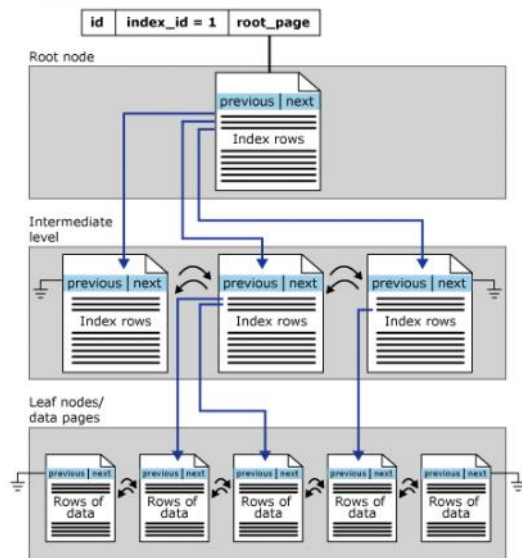 id index_id = 1 root_page
Root node
previous next
Index rows
Intermediate
level
previous next previous next previous next
Index rows Index rows Index rows
Leaf nodes/
data pages
previous next previous next previous next previous next previous next
Rows of Rows of Rows of Rows of Rows of
data data data data data